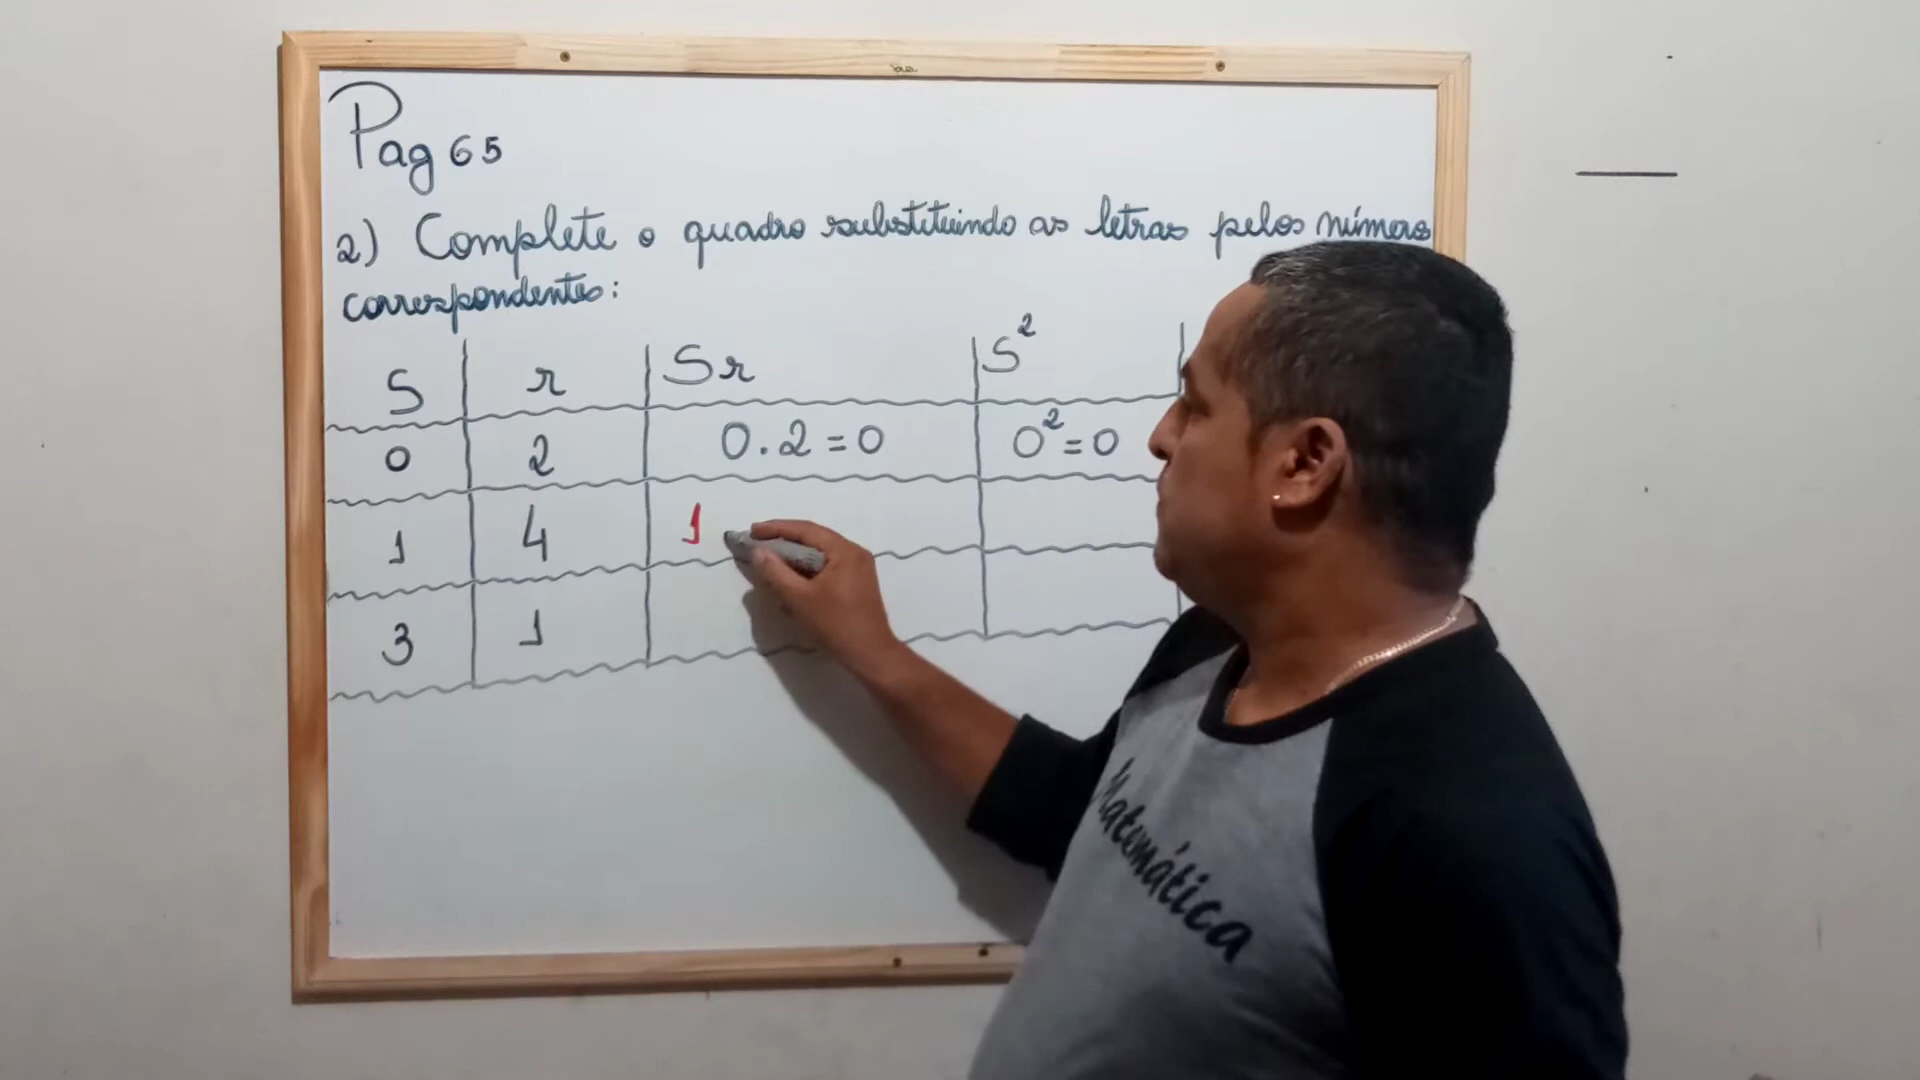 Pag 65
2) Complete o quadro substituindo as letras pelos números
correspondentes:
S r Sr S²
0 2 0.2=0 0²=0
1 4 1
3 1
Matemática